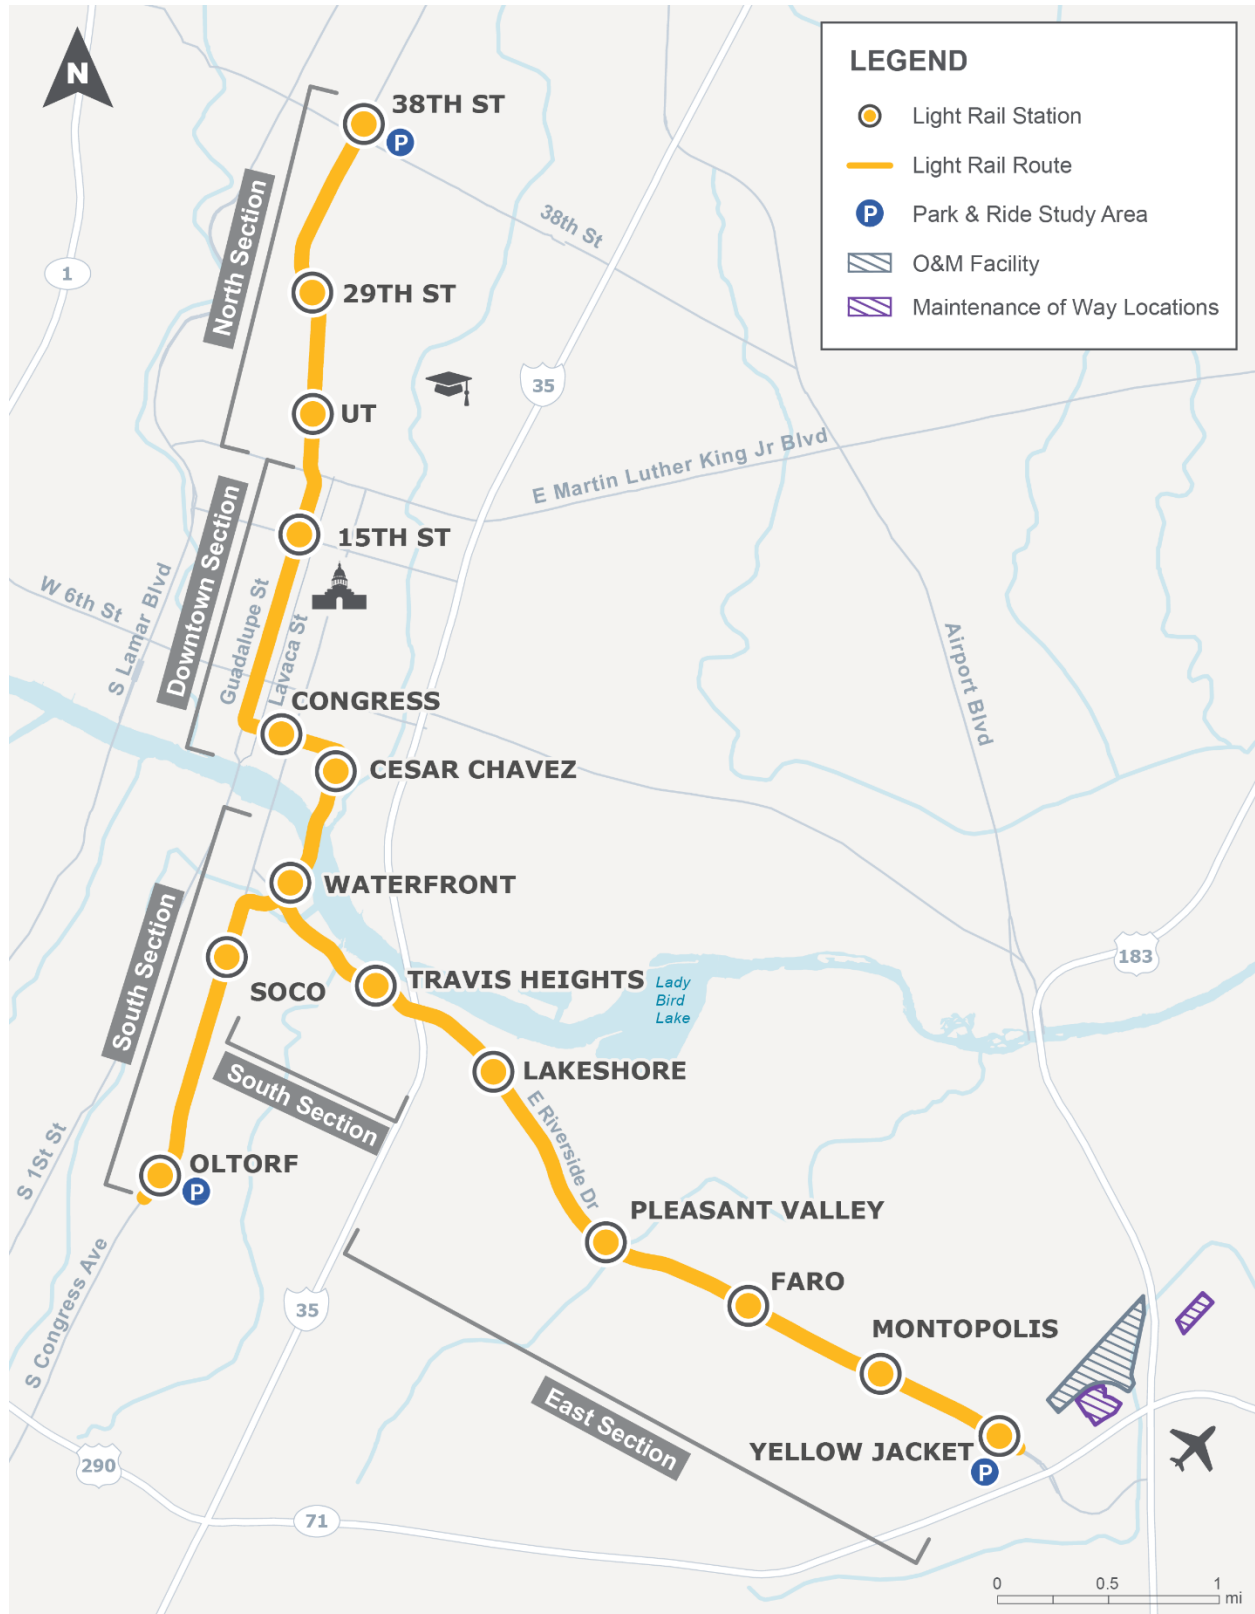 N
LEGEND
Light Rail Station
Light Rail Route
P Park & Ride Study Area
O&M Facility
Maintenance of Way Locations
38TH ST
P
38th St
North Section
1
29TH ST
35
UT
E Martin Luther King Jr Blvd
15TH ST
Downtown Section
W 6th St
S Lamar Blvd
Guadalupe St
Lavaca St
Airport Blvd
CONGRESS
CESAR CHAVEZ
WATERFRONT
South Section
183
SOCO
TRAVIS HEIGHTS
Lady
Bird
Lake
LAKESHORE
South Section
E Riverside Dr
S 1St St
OLTORF
P
PLEASANT VALLEY
S Congress Ave
35
FARO
MONTOPOLIS
East Section
YELLOW JACKET
P
290
71
0 0.5 1
mi